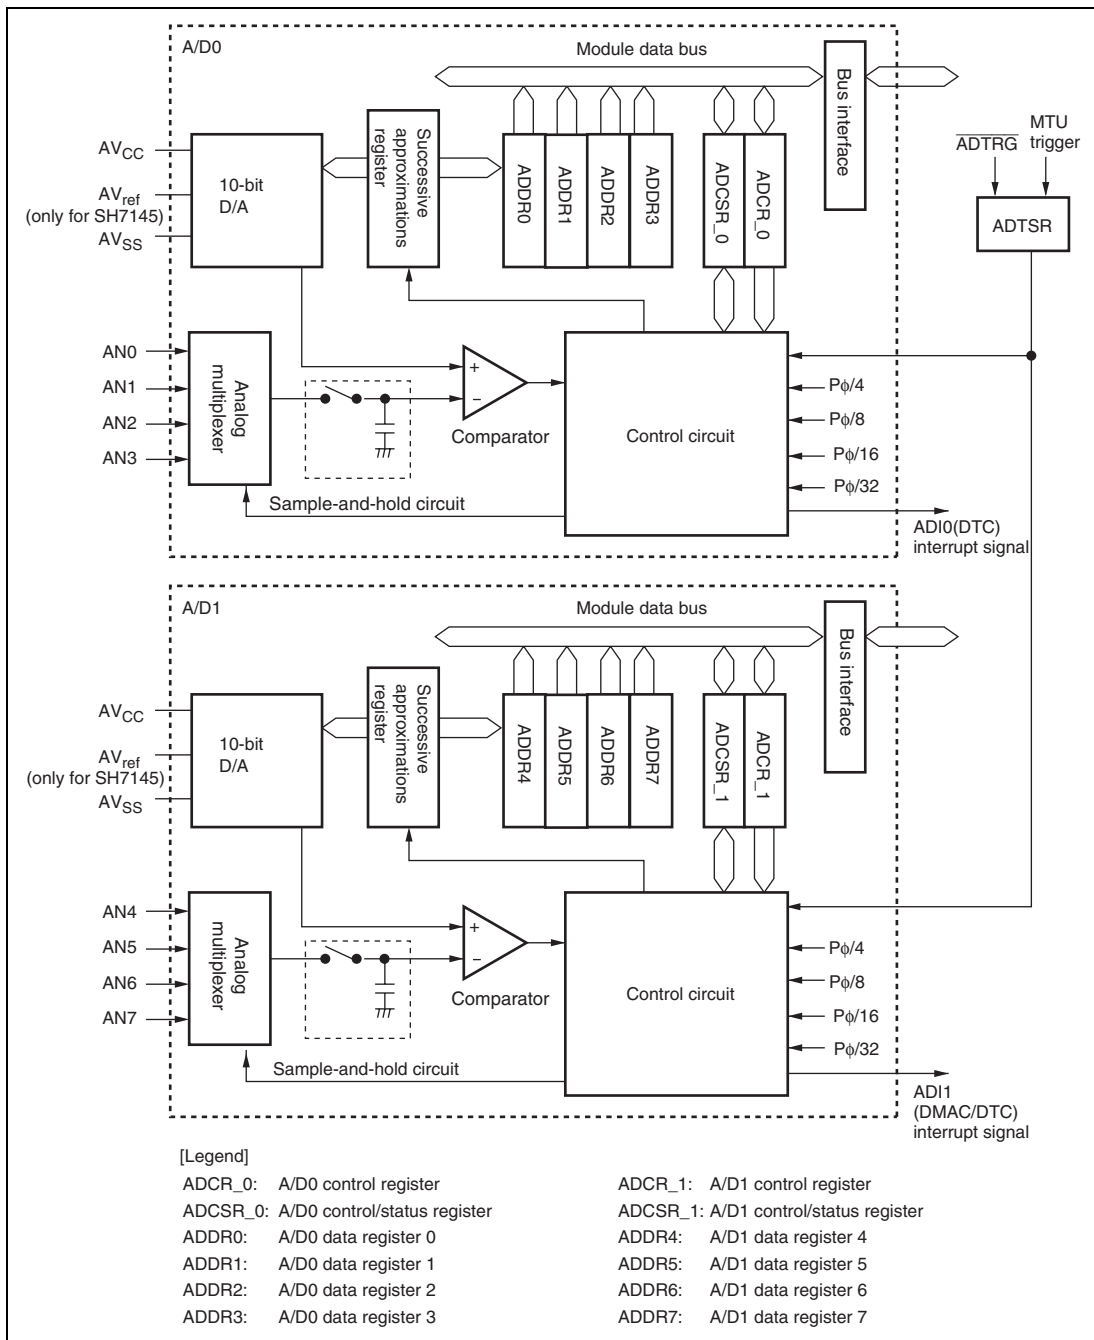 A/D0
Module data bus
Bus interface
AVCC
AVref
(only for SH7145)
AVSS
10-bit
D/A
Successive
approximations
register
ADDR0
ADDR1
ADDR2
ADDR3
ADCSR_0
ADCR_0
ADTRG
MTU
trigger
ADTSR
AN0
AN1
AN2
AN3
Analog
multiplexer
+
−
Comparator
Sample-and-hold circuit
Control circuit
Pϕ/4
Pϕ/8
Pϕ/16
Pϕ/32
ADI0(DTC)
interrupt signal
A/D1
Module data bus
Bus interface
AVCC
AVref
(only for SH7145)
AVSS
10-bit
D/A
Successive
approximations
register
ADDR4
ADDR5
ADDR6
ADDR7
ADCSR_1
ADCR_1
AN4
AN5
AN6
AN7
Analog
multiplexer
+
−
Comparator
Sample-and-hold circuit
Control circuit
Pϕ/4
Pϕ/8
Pϕ/16
Pϕ/32
ADI1
(DMAC/DTC)
interrupt signal
[Legend]
ADCR_0: A/D0 control register
ADCSR_0: A/D0 control/status register
ADDR0: A/D0 data register 0
ADDR1: A/D0 data register 1
ADDR2: A/D0 data register 2
ADDR3: A/D0 data register 3
ADCR_1: A/D1 control register
ADCSR_1: A/D1 control/status register
ADDR4: A/D1 data register 4
ADDR5: A/D1 data register 5
ADDR6: A/D1 data register 6
ADDR7: A/D1 data register 7